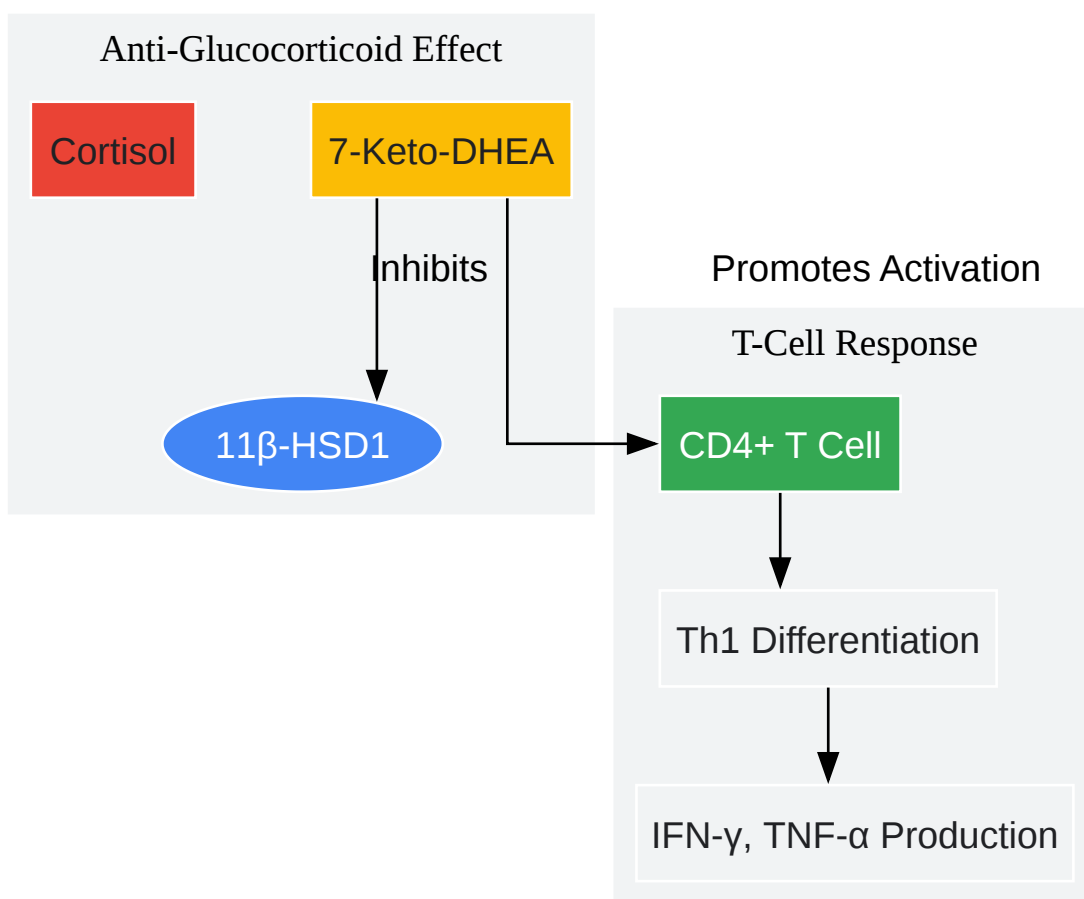 Anti-Glucocorticoid Effect
Cortisol
7-Keto-DHEA
Inhibits
Promotes Activation
T-Cell Response
11β-HSD1
CD4+ T Cell
Th1 Differentiation
IFN-γ, TNF-α Production